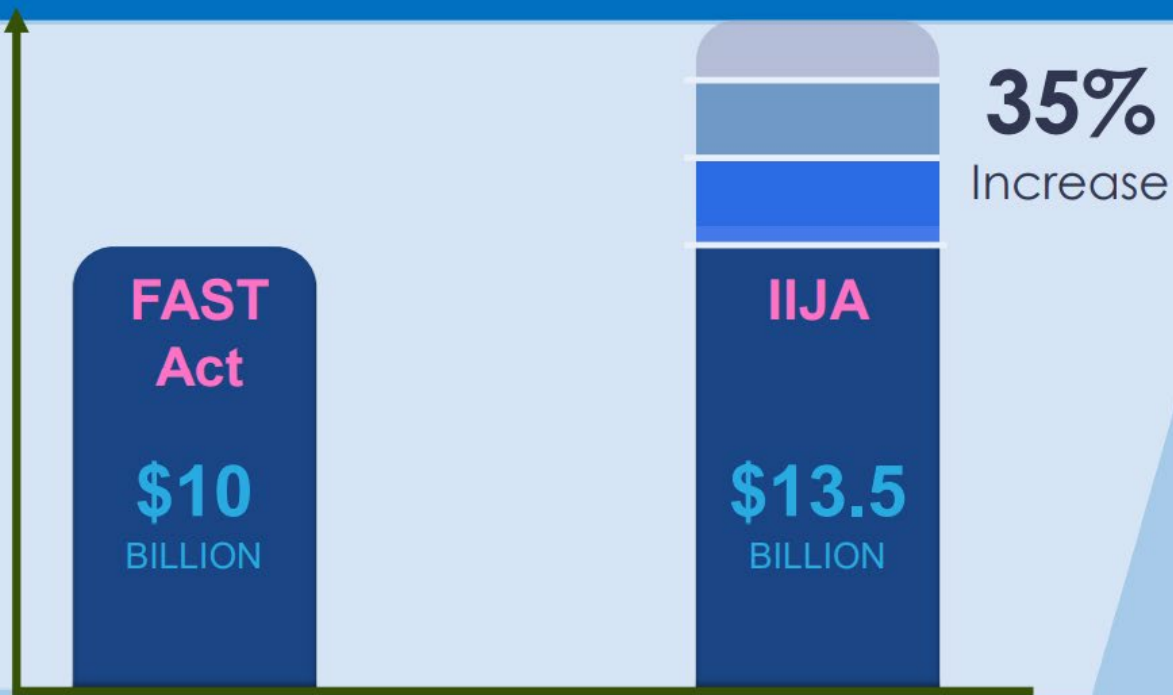 FAST
Act
$10
BILLION
IIJA
$13.5
BILLION
35%
Increase